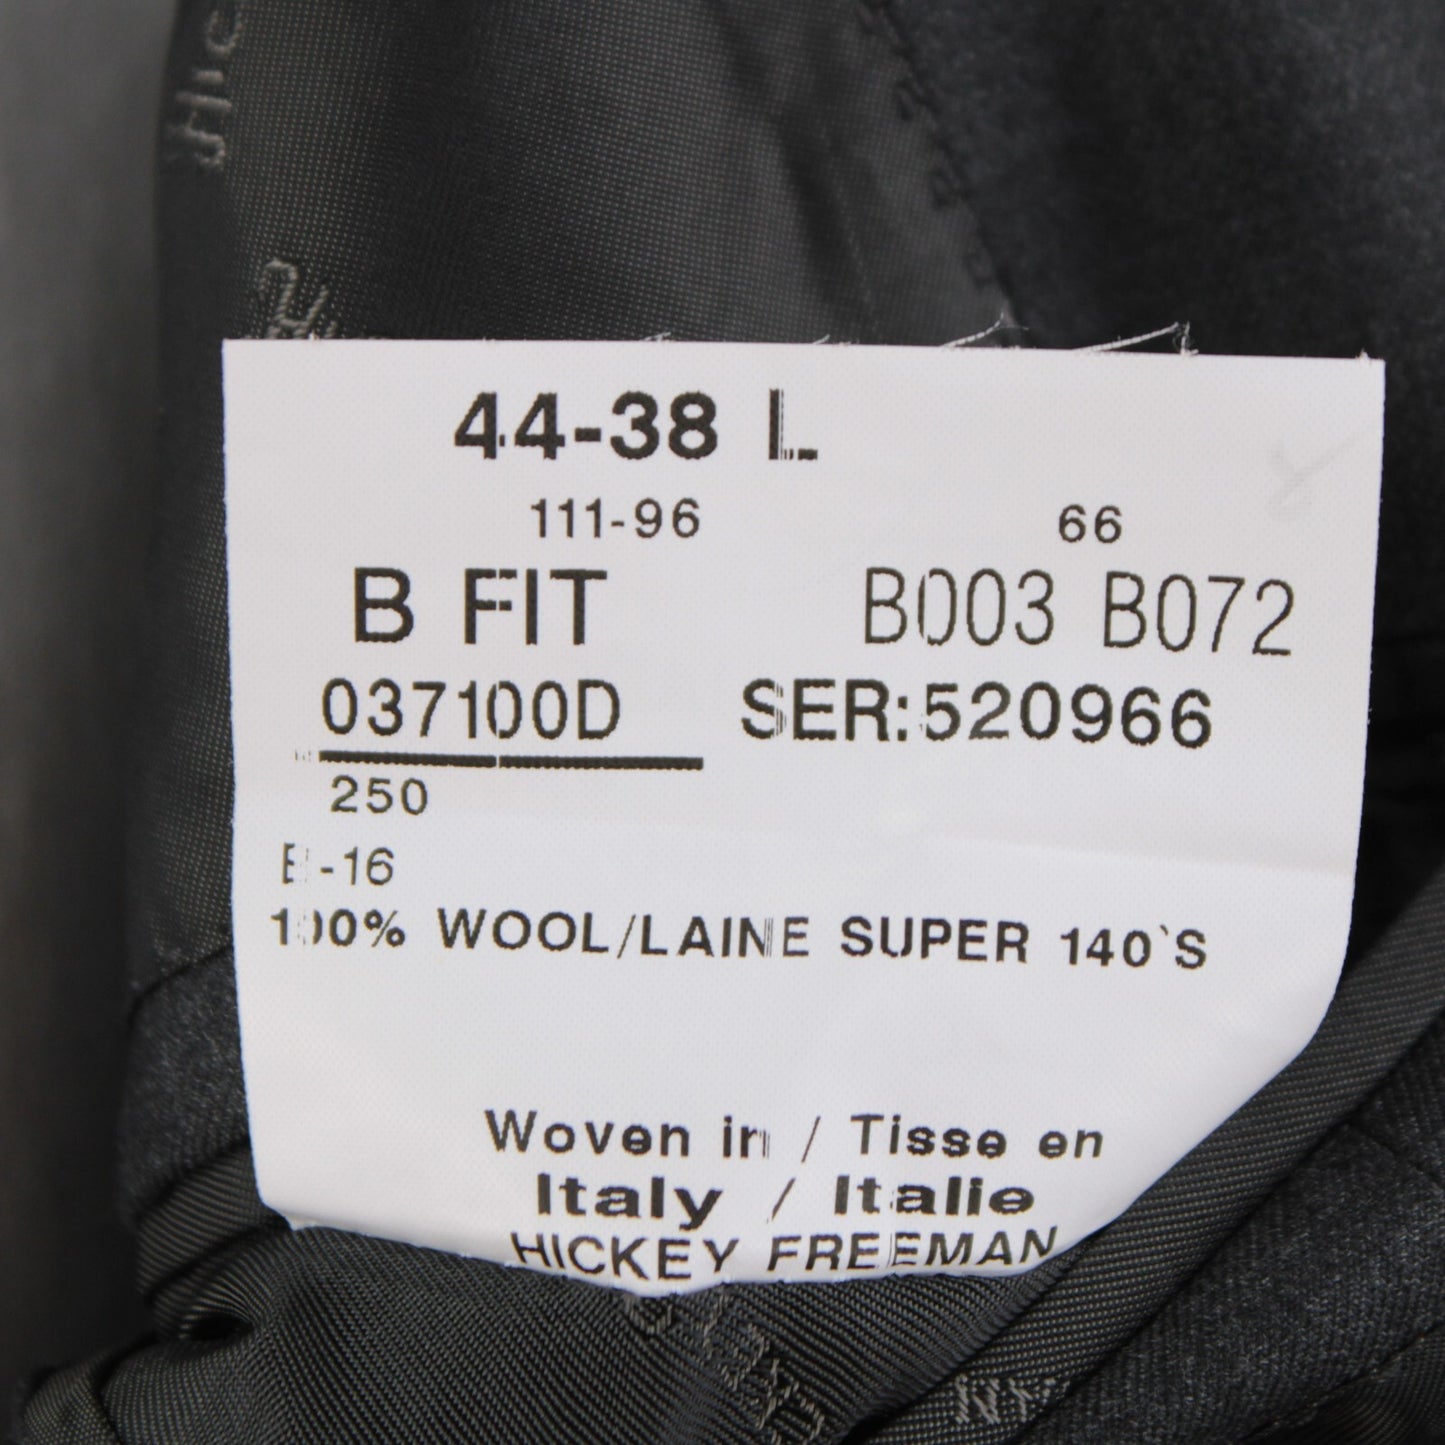 44-38 L
111-96 66
B FIT B003 B072
037100D SER:520966
250
-16
100% WOOL/LAINE SUPER 140`S
Woven in / Tisse en
Italy / Italie
HICKEY FREEMAN